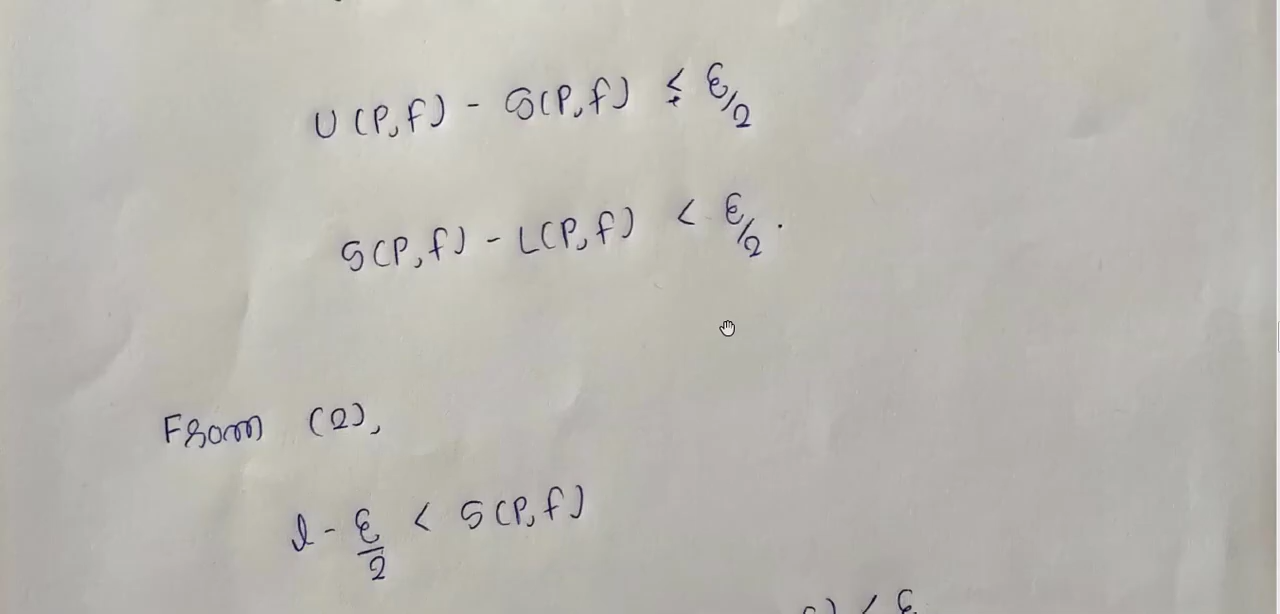 U(P,f) - S(P,f) ≤ ε/2
S(P,f) - L(P,f) < ε/2.
From (2),
l - ε/2 < S(P,f)